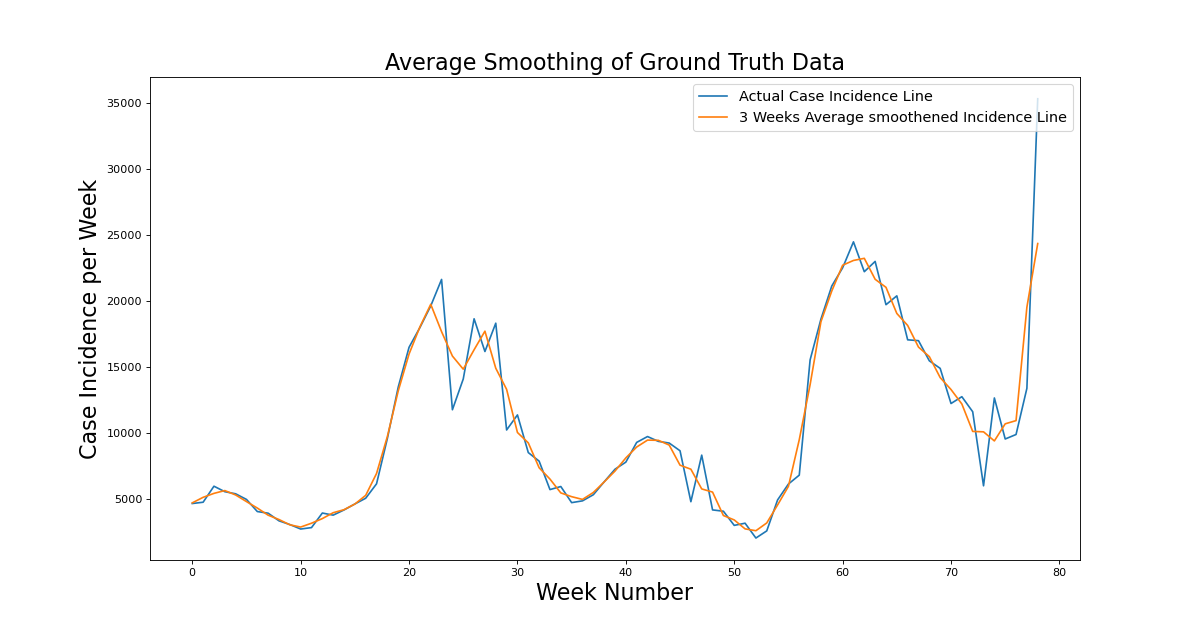 Average Smoothing of Ground Truth Data
Actual Case Incidence Line
3 Weeks Average smoothened Incidence Line
Case Incidence per Week
35000
30000
25000
20000
15000
10000
5000
0 10 20 30 40 50 60 70 80
Week Number